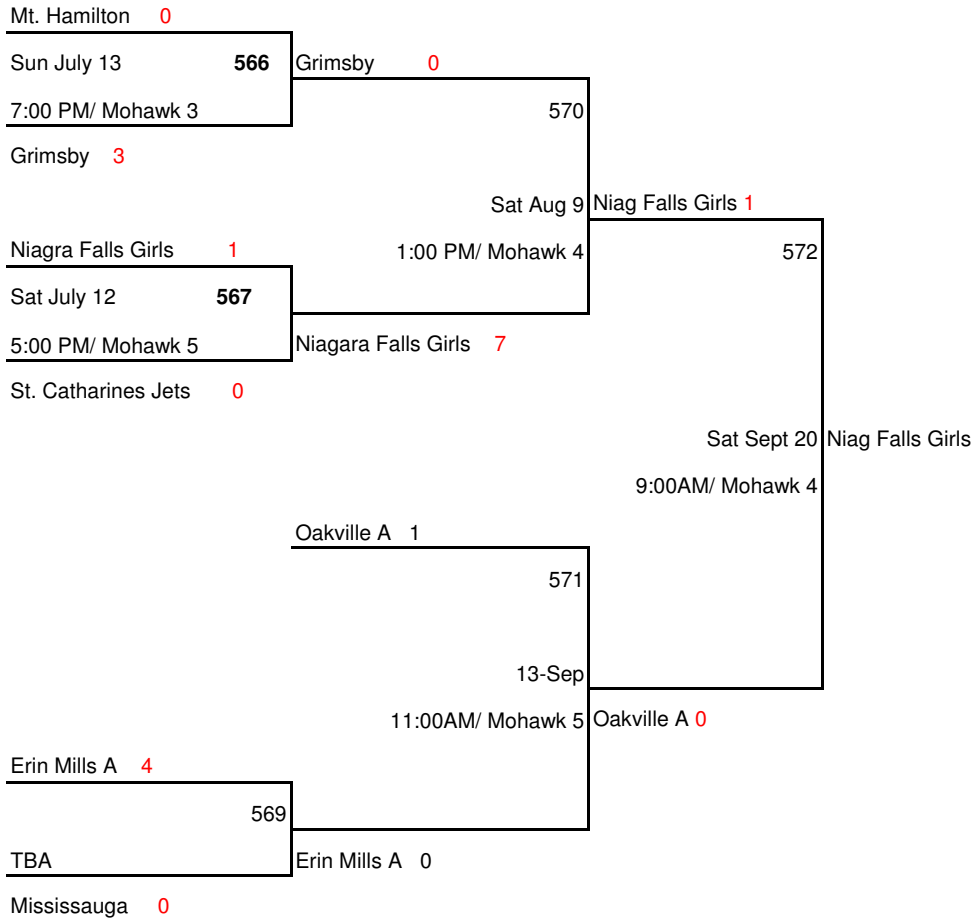 Mt. Hamilton 0
Sun July 13 566 Grimsby 0
7:00 PM/ Mohawk 3 570
Grimsby 3
Sat Aug 9 Niag Falls Girls 1
Niagra Falls Girls 1 1:00 PM/ Mohawk 4 572
Sat July 12 567
5:00 PM/ Mohawk 5 Niagara Falls Girls 7
St. Catharines Jets 0
Sat Sept 20 Niag Falls Girls
9:00AM/ Mohawk 4
Oakville A 1
571
13-Sep
11:00AM/ Mohawk 5 Oakville A 0
Erin Mills A 4
569
TBA Erin Mills A 0
Mississauga 0